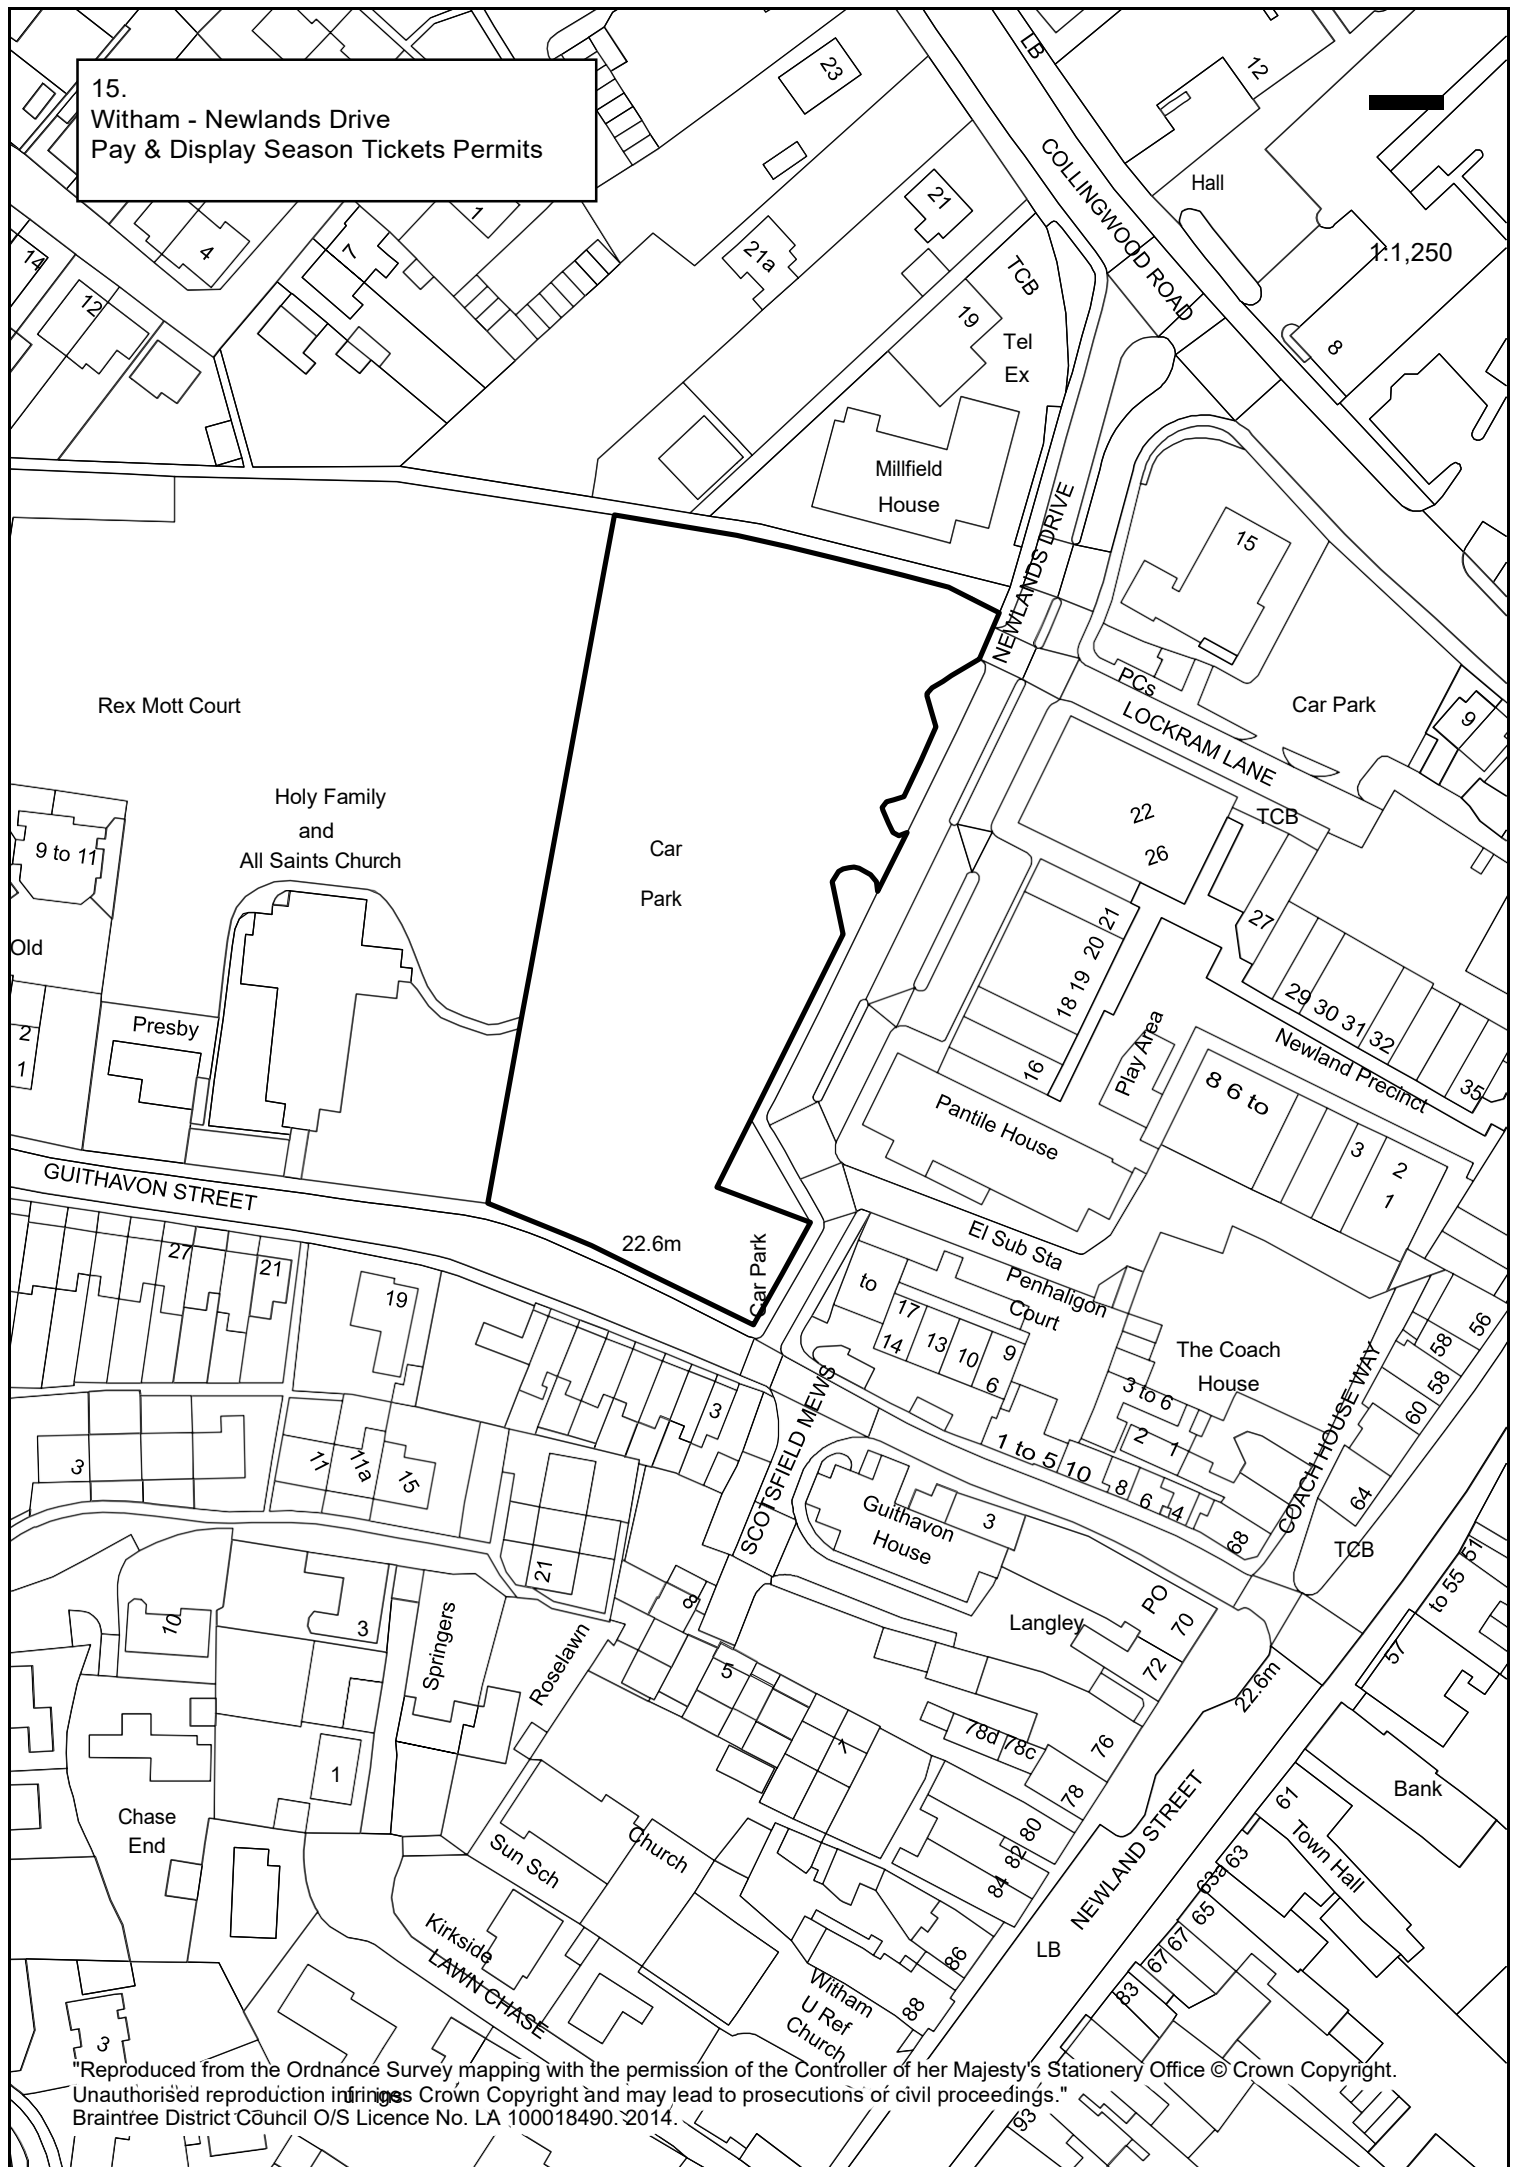 15.
Witham - Newlands Drive
Pay & Display Season Tickets Permits
LB
12
23
COLLINGWOOD ROAD
Hall
1:1,250
21
1
4
7
21a
14
12
TCB
19
Tel
Ex
8
Millfield
House
NEWLANDS DRIVE
15
PCs
Car Park
9
LOCKRAM LANE
Rex Mott Court
Holy Family
and
All Saints Church
Car
Park
22
26
TCB
9 to 11
Old
27
21
20
18 19
16
29 30 31 32
35
Newland Precinct
Play Area
Presby
2
1
Pantile House
8 6 to
3
2
1
GUITHAVON STREET
27
21
19
22.6m
Car Park
El Sub Sta
Penhaligon
Court
to
17
14
13
10
9
6
The Coach
House
3 to 6
2
1
COACH HOUSE WAY
56
58
58
60
64
3
SCOTSFIELD MEWS
1 to 5
10
8
6
4
68
TCB
3
11
11a
15
Guithavon
House
3
21
51
to 55
57
10
3
Springers
Roselawn
8
5
7
Langley
PO
70
72
22.6m
78d
78c
76
78
80
82
84
1
Chase
End
Sun Sch
Church
NEWLAND STREET
61
Bank
Town Hall
63a 63
65
67
67
83
LB
Kirkside
LAWN CHASE
86
88
Witham
U Ref
Church
3
93
"Reproduced from the Ordnance Survey mapping with the permission of the Controller of her Majesty's Stationery Office © Crown Copyright.
Unauthorised reproduction infringes Crown Copyright and may lead to prosecutions or civil proceedings."
Braintree District Council O/S Licence No. LA 100018490. 2014.